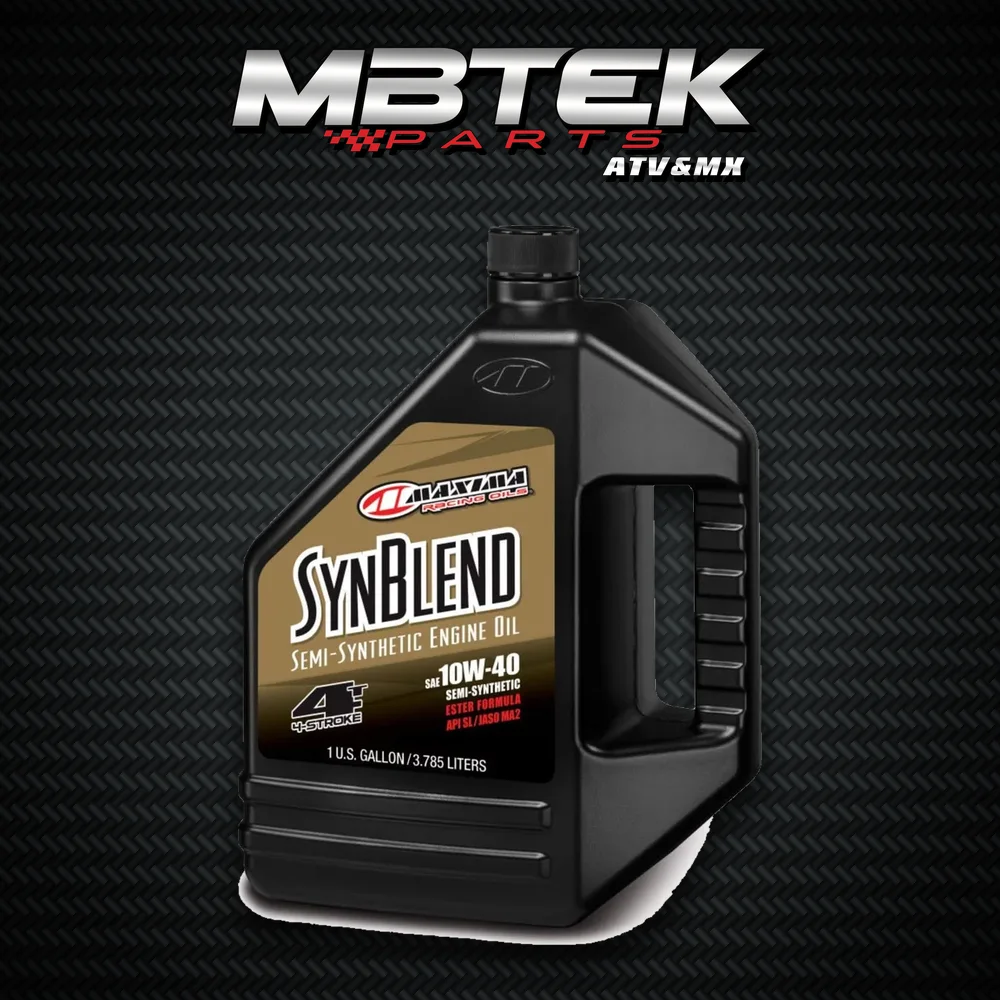 MBTEK
PARTS
ATV&MX
MAXIMA
RACING OILS
SYNBLEND
SEMI-SYNTHETIC ENGINE OIL
SAE 10W-40
SEMI-SYNTHETIC
ESTER FORMULA
API SL / JASO MA2
4T
4-STROKE
1 U.S. GALLON / 3.785 LITERS